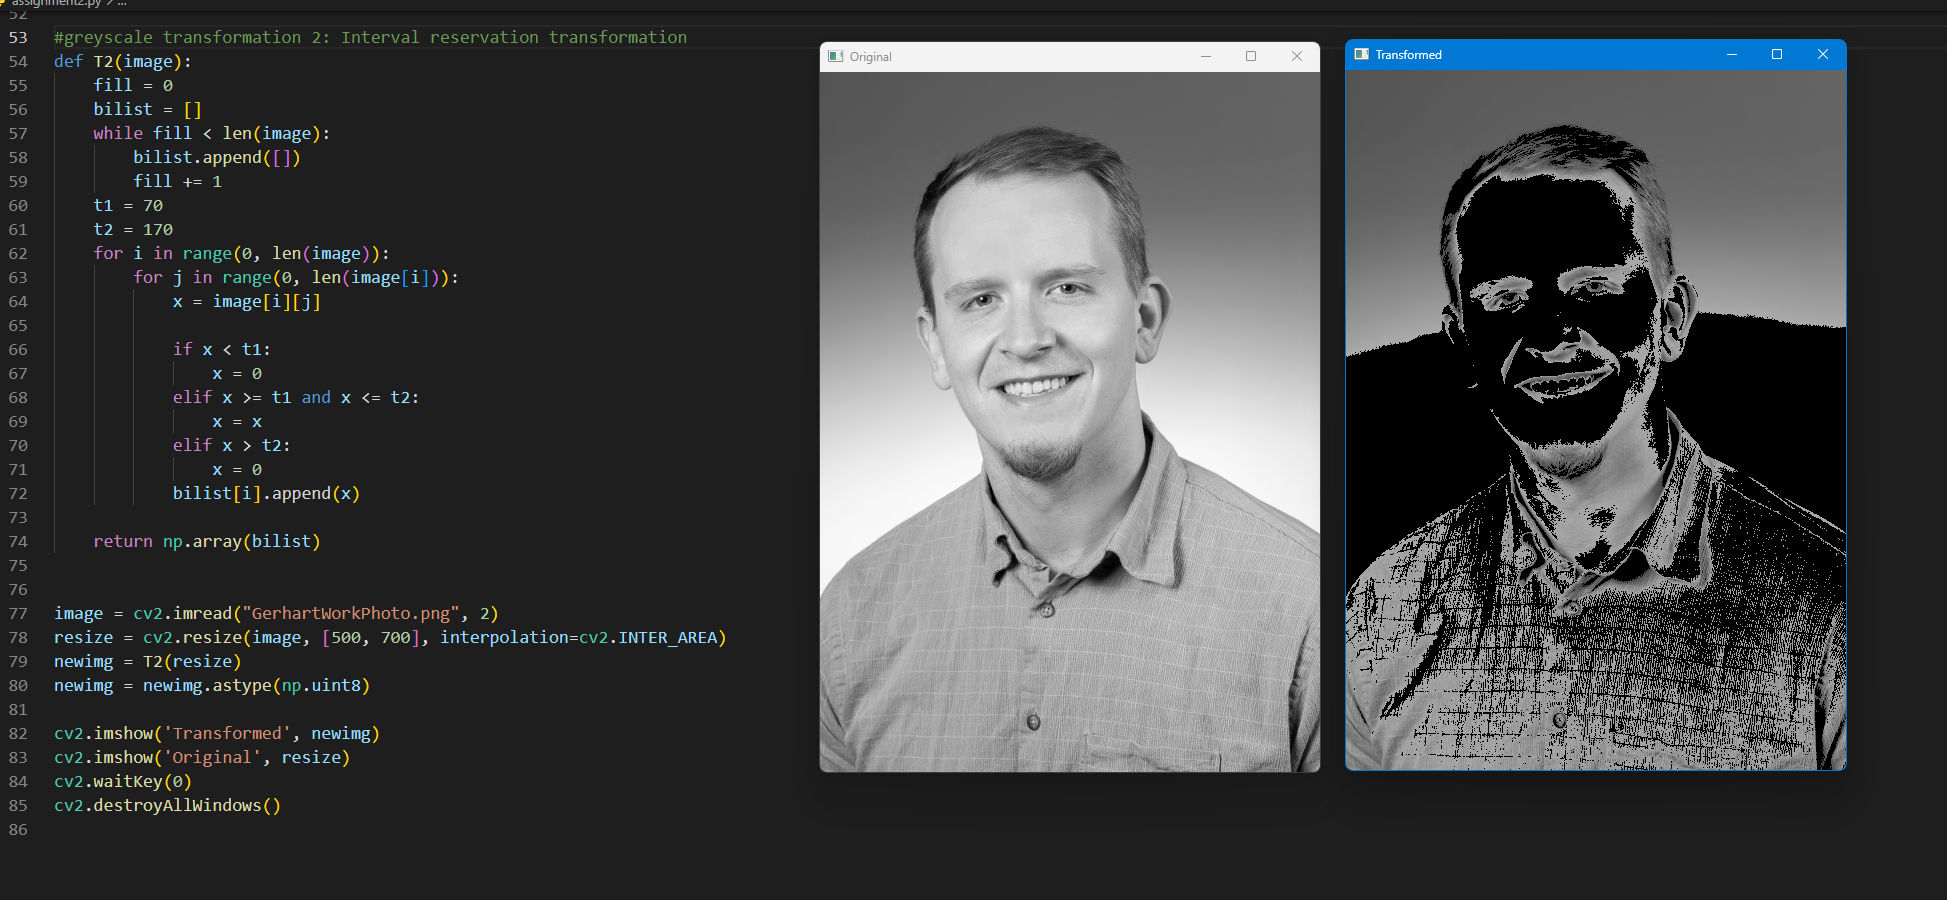 assignment2.py > ...
52
53 #greyscale transformation 2: Interval reservation transformation
54 def T2(image):
55     fill = 0
56     bilist = []
57     while fill < len(image):
58         bilist.append([])
59         fill += 1
60     t1 = 70
61     t2 = 170
62     for i in range(0, len(image)):
63         for j in range(0, len(image[i])):
64             x = image[i][j]
65
66             if x < t1:
67                 x = 0
68             elif x >= t1 and x <= t2:
69                 x = x
70             elif x > t2:
71                 x = 0
72             bilist[i].append(x)
73
74     return np.array(bilist)
75
76
77 image = cv2.imread("GerhartWorkPhoto.png", 2)
78 resize = cv2.resize(image, [500, 700], interpolation=cv2.INTER_AREA)
79 newimg = T2(resize)
80 newimg = newimg.astype(np.uint8)
81
82 cv2.imshow('Transformed', newimg)
83 cv2.imshow('Original', resize)
84 cv2.waitKey(0)
85 cv2.destroyAllWindows()
86
Original
Transformed